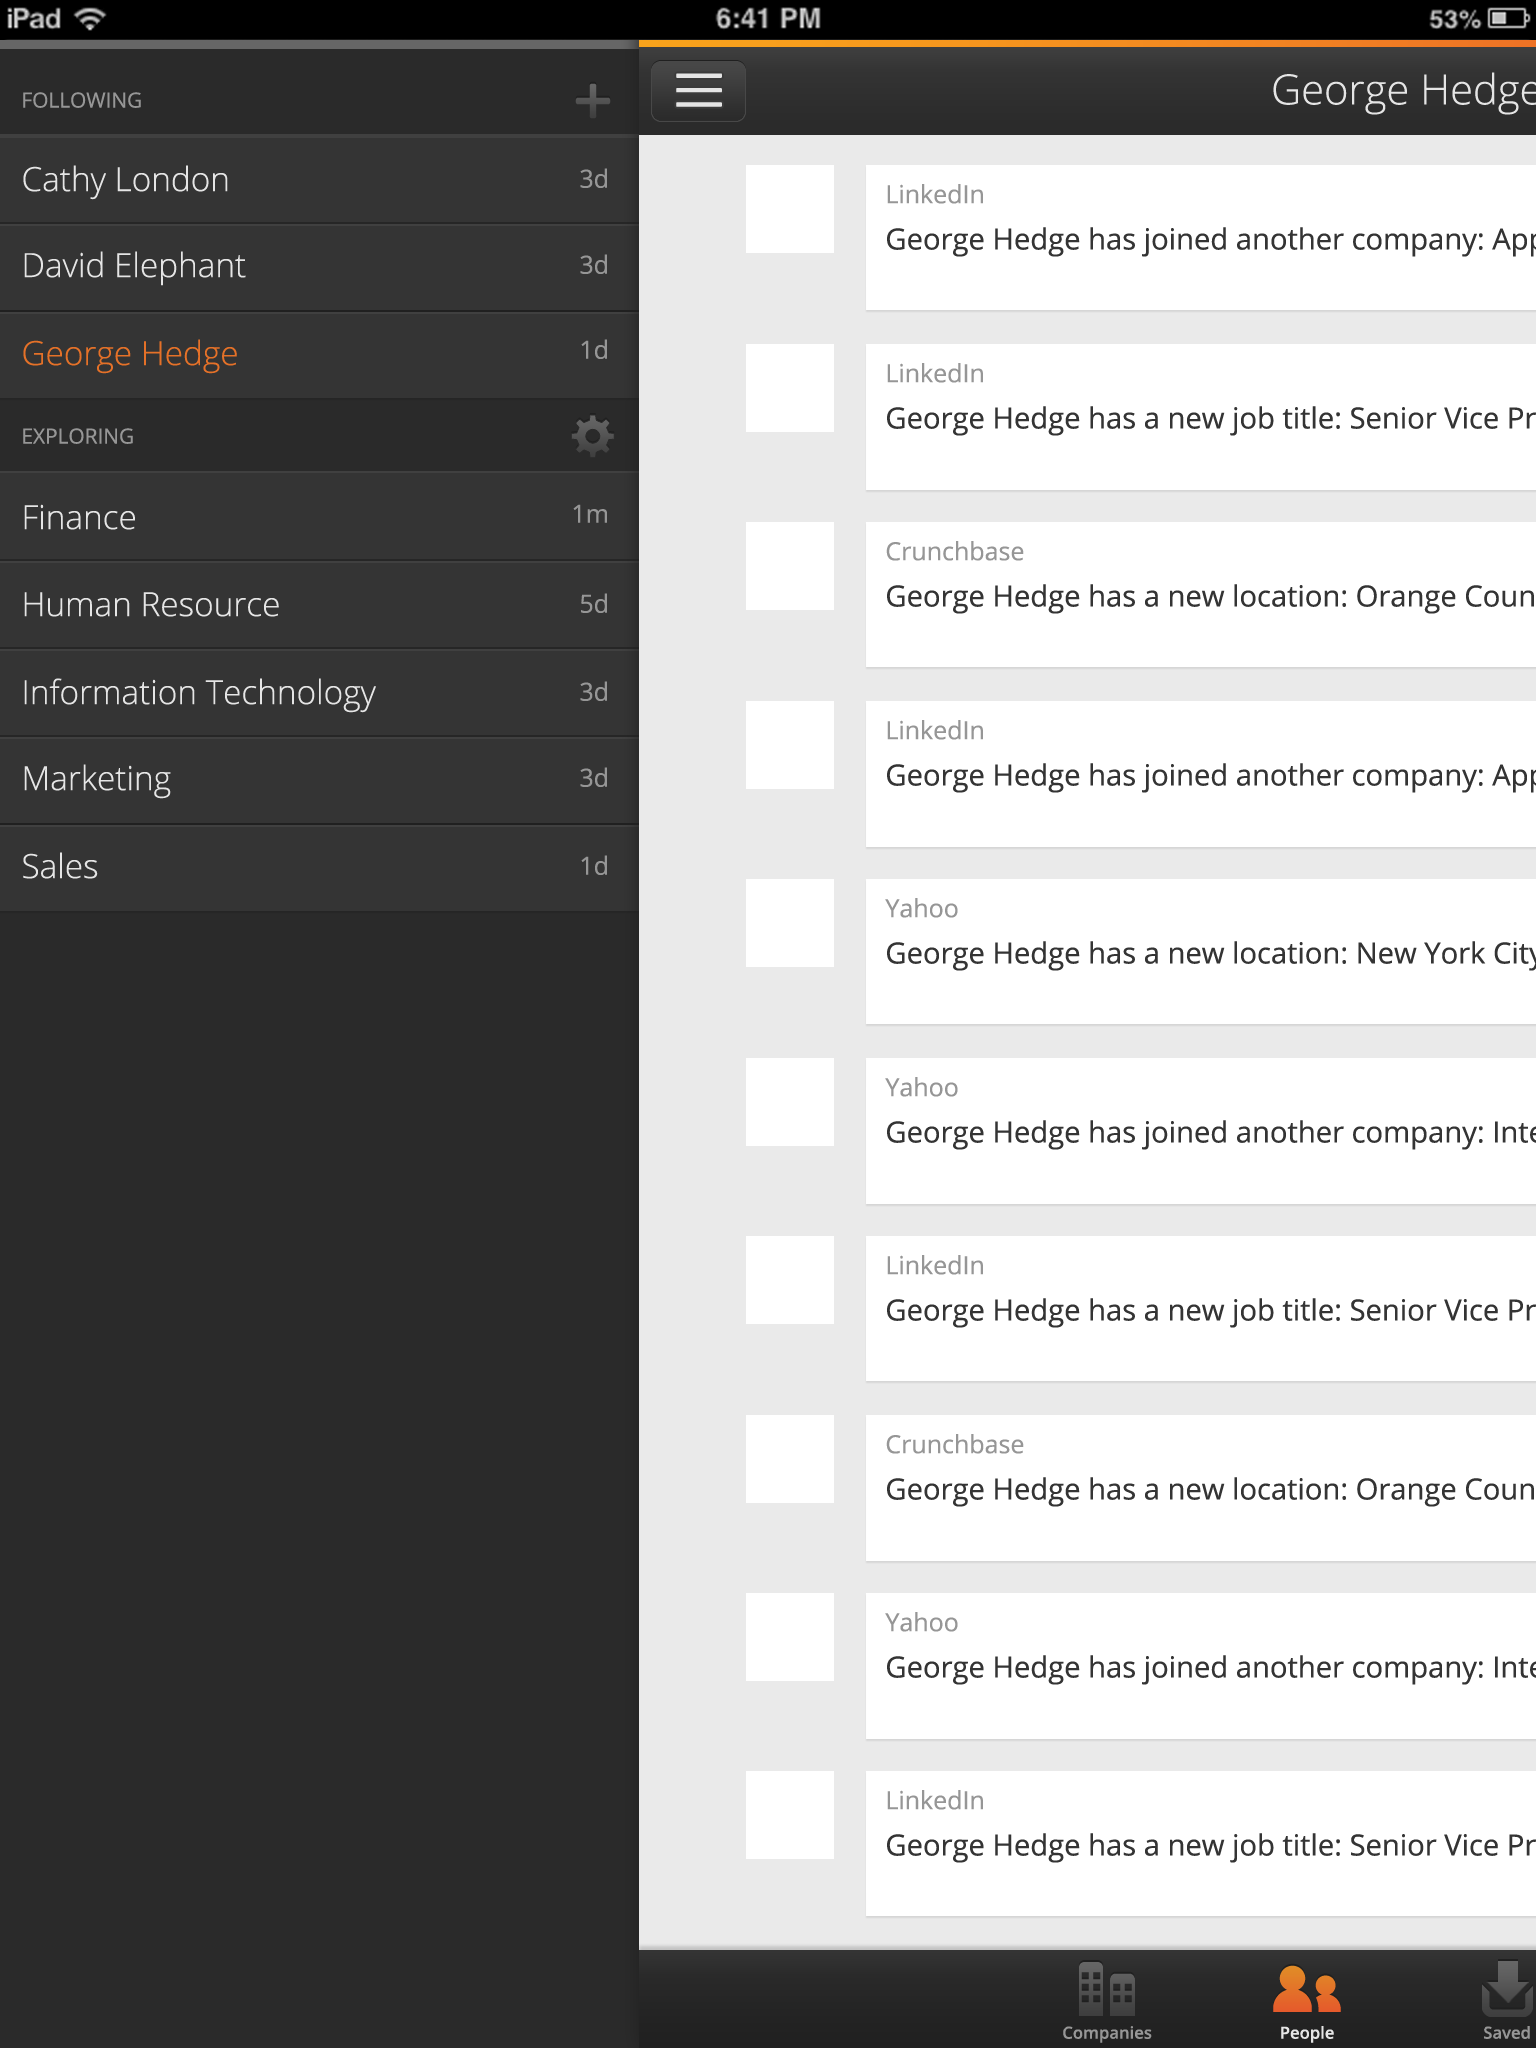 iPad
6:41 PM
53%
FOLLOWING
Cathy London
3d
David Elephant
3d
George Hedge
1d
EXPLORING
Finance
1m
Human Resource
5d
Information Technology
3d
Marketing
3d
Sales
1d
George Hedge
LinkedIn
George Hedge has joined another company: App
LinkedIn
George Hedge has a new job title: Senior Vice Pr
Crunchbase
George Hedge has a new location: Orange Coun
LinkedIn
George Hedge has joined another company: App
Yahoo
George Hedge has a new location: New York City
Yahoo
George Hedge has joined another company: Inte
LinkedIn
George Hedge has a new job title: Senior Vice Pr
Crunchbase
George Hedge has a new location: Orange Coun
Yahoo
George Hedge has joined another company: Inte
LinkedIn
George Hedge has a new job title: Senior Vice Pr
Companies
People
Saved